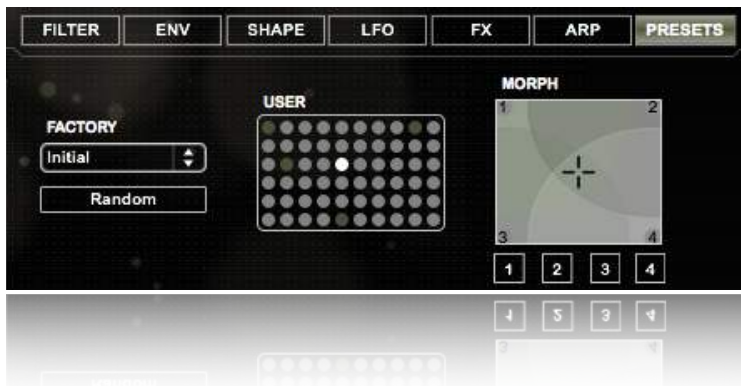 FILTER ENV SHAPE LFO FX ARP PRESETS
MORPH
USER
1 2
FACTORY
Initial
Random
3 4
1 2 3 4